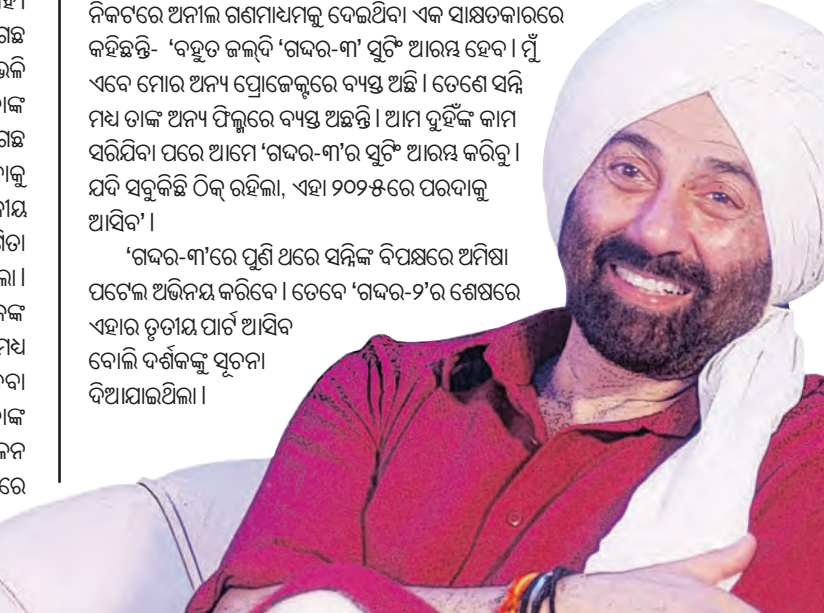 ଗଛ
ଭଳି
ଗଛ
ନିକଟରେ ଅନୀଲ ଗଣମାଧ୍ୟମକୁ ଦେଇଥିବା ଏକ ସାକ୍ଷାତକାରରେ
କହିଛନ୍ତି- ‘ବହୁତ ଜଲ୍‌ଦି ‘ଗଦ୍ଦର-୩’ ସୁଟିଂ ଆରମ୍ଭ ହେବ । ମୁଁ
ଏବେ ମୋର ଅନ୍ୟ ପ୍ରୋଜେକ୍ଟରେ ବ୍ୟସ୍ତ ଅଛି । ତେଣେ ସନ୍ନି
ମଧ୍ୟ ତାଙ୍କ ଅନ୍ୟ ଫିଲ୍ମରେ ବ୍ୟସ୍ତ ଅଛନ୍ତି । ଆମ ଦୁହିଁଙ୍କ କାମ
ସରିଯିବା ପରେ ଆମେ ‘ଗଦ୍ଦର-୩’ର ସୁଟିଂ ଆରମ୍ଭ କରିବୁ ।
ଯଦି ସବୁକିଛି ଠିକ୍ ରହିଲା, ଏହା ୨୦୨୫ରେ ପରଦାକୁ
ଆସିବ’ ।
‘ଗଦ୍ଦର-୩’ରେ ପୁଣି ଥରେ ସନ୍ନିଙ୍କ ବିପକ୍ଷରେ ଅମିଷା
ପଟେଲ ଅଭିନୟ କରିବେ । ତେବେ ‘ଗଦ୍ଦର-୨’ର ଶେଷରେ
ଏହାର ତୃତୀୟ ପାର୍ଟ ଆସିବ
ବୋଲି ଦର୍ଶକଙ୍କୁ ସୂଚନା
ଦିଆଯାଇଥିଲା ।